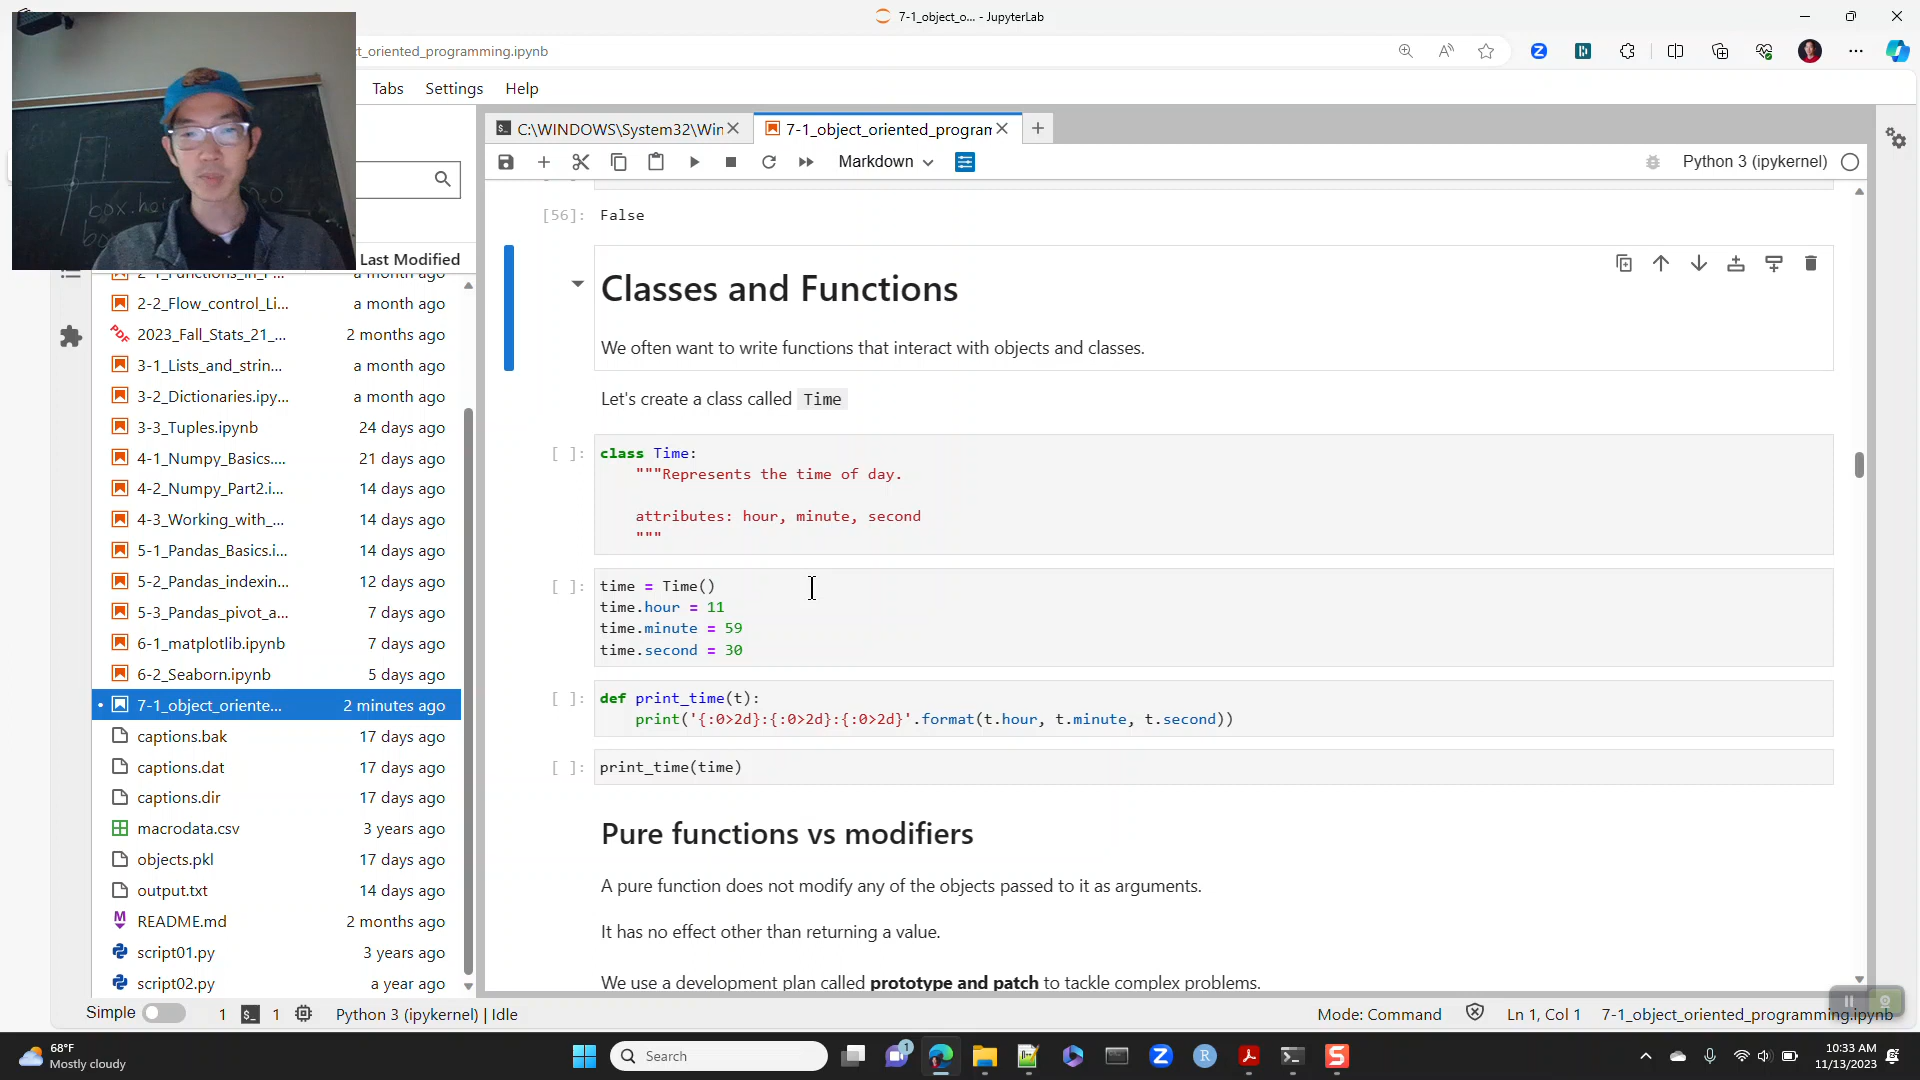 7-1_object_o... - JupyterLab
t_oriented_programming.ipynb
Tabs Settings Help
C:\WINDOWS\System32\Win
7-1_object_oriented_program
Markdown
Python 3 (ipykernel)
Last Modified
2-2_Flow_control_Li... a month ago
2023_Fall_Stats_21_... 2 months ago
3-1_Lists_and_strin... a month ago
3-2_Dictionaries.ipy... a month ago
3-3_Tuples.ipynb 24 days ago
4-1_Numpy_Basics.... 21 days ago
4-2_Numpy_Part2.i... 14 days ago
4-3_Working_with_... 14 days ago
5-1_Pandas_Basics.i... 14 days ago
5-2_Pandas_indexin... 12 days ago
5-3_Pandas_pivot_a... 7 days ago
6-1_matplotlib.ipynb 7 days ago
6-2_Seaborn.ipynb 5 days ago
7-1_object_oriente... 2 minutes ago
captions.bak 17 days ago
captions.dat 17 days ago
captions.dir 17 days ago
macrodata.csv 3 years ago
objects.pkl 17 days ago
output.txt 14 days ago
README.md 2 months ago
script01.py 3 years ago
script02.py a year ago
[56]: False
Classes and Functions
We often want to write functions that interact with objects and classes.
Let's create a class called Time
[ ]: class Time:
"""Represents the time of day.
attributes: hour, minute, second
"""
[ ]: time = Time()
time.hour = 11
time.minute = 59
time.second = 30
[ ]: def print_time(t):
print('{:0>2d}:{:0>2d}:{:0>2d}'.format(t.hour, t.minute, t.second))
[ ]: print_time(time)
Pure functions vs modifiers
A pure function does not modify any of the objects passed to it as arguments.
It has no effect other than returning a value.
We use a development plan called prototype and patch to tackle complex problems.
Simple 1 1 Python 3 (ipykernel) | Idle
Mode: Command Ln 1, Col 1 7-1_object_oriented_programming.ipynb
68°F
Mostly cloudy
Search
10:33 AM
11/13/2023